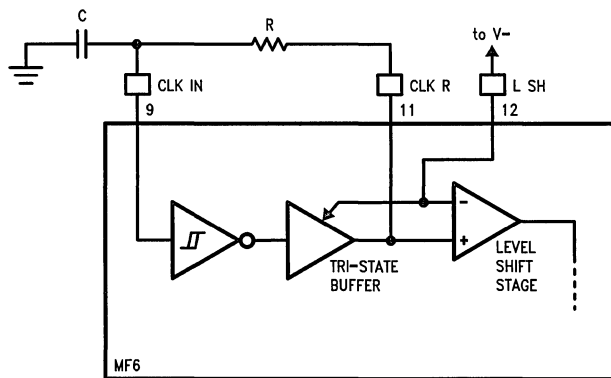 C
R
to V-
CLK IN
CLK R
L SH
9
11
12
-
+
TRI-STATE
BUFFER
LEVEL
SHIFT
STAGE
MF6